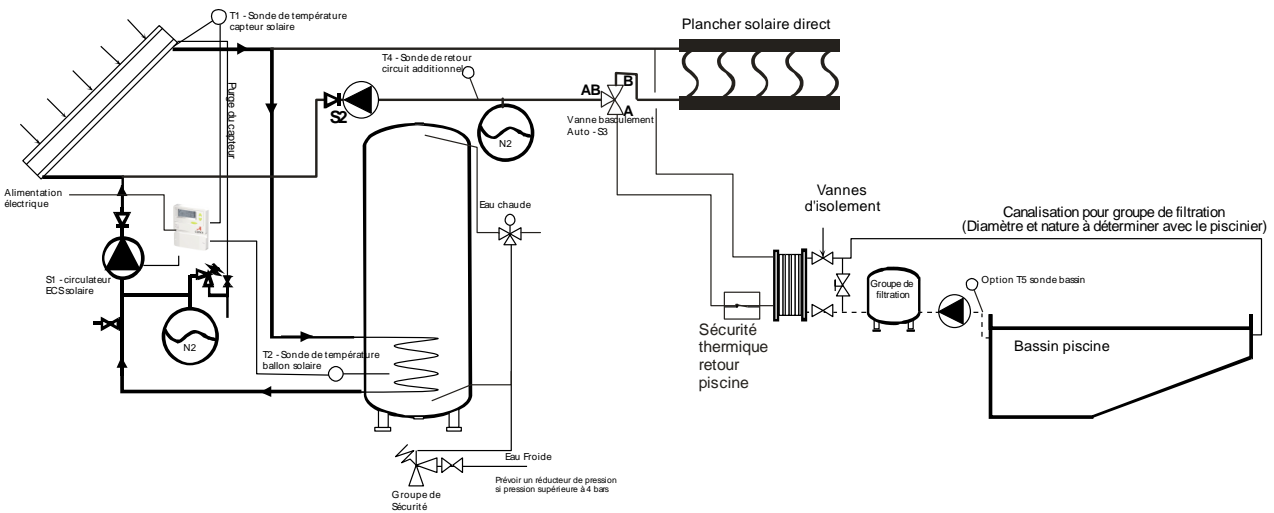 T1 - Sonde de température
capteur solaire
Plancher solaire direct
T4 - Sonde de retour
circuit additionnel
Purge du capteur
S2
AB
B
A
Vanne basculement
Auto - S3
N2
Alimentation
électrique
Eau chaude
Vannes
d'isolement
Canalisation pour groupe de filtration
(Diamètre et nature à déterminer avec le piscinier)
S1 - circulateur
ECS solaire
Groupe de
filtration
Option T5 sonde bassin
N2
Sécurité
thermique
retour
piscine
Bassin piscine
T2 - Sonde de température
ballon solaire
Eau Froide
Prévoir un réducteur de pression
si pression supérieure à 4 bars
Groupe de
Sécurité